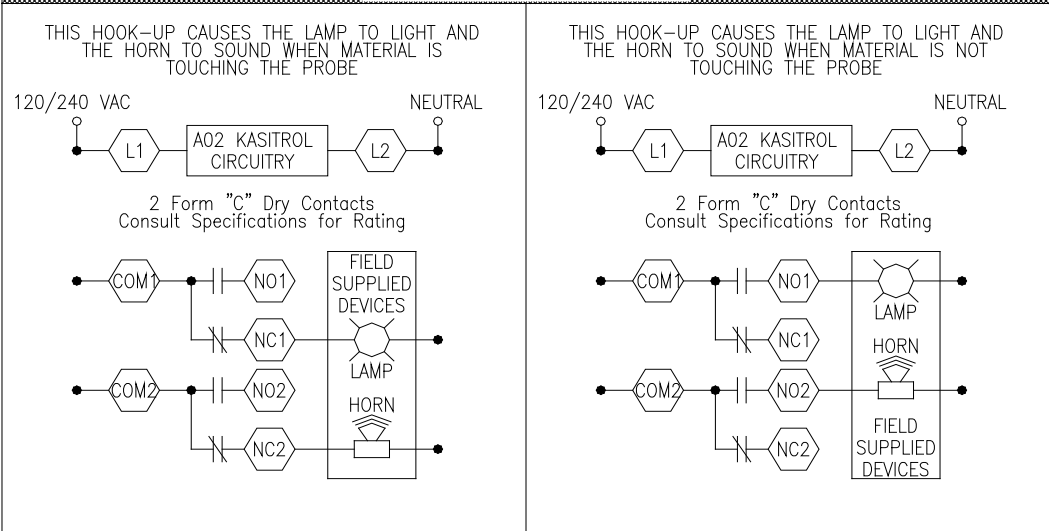 THIS HOOK-UP CAUSES THE LAMP TO LIGHT AND
THE HORN TO SOUND WHEN MATERIAL IS
TOUCHING THE PROBE
120/240 VAC
NEUTRAL
L1
A02 KASITROL
CIRCUITRY
L2
2 Form "C" Dry Contacts
Consult Specifications for Rating
COM1
NO1
NC1
COM2
NO2
NC2
FIELD
SUPPLIED
DEVICES
LAMP
HORN
THIS HOOK-UP CAUSES THE LAMP TO LIGHT AND
THE HORN TO SOUND WHEN MATERIAL IS NOT
TOUCHING THE PROBE
120/240 VAC
NEUTRAL
L1
A02 KASITROL
CIRCUITRY
L2
2 Form "C" Dry Contacts
Consult Specifications for Rating
COM1
NO1
NC1
COM2
NO2
NC2
LAMP
HORN
FIELD
SUPPLIED
DEVICES